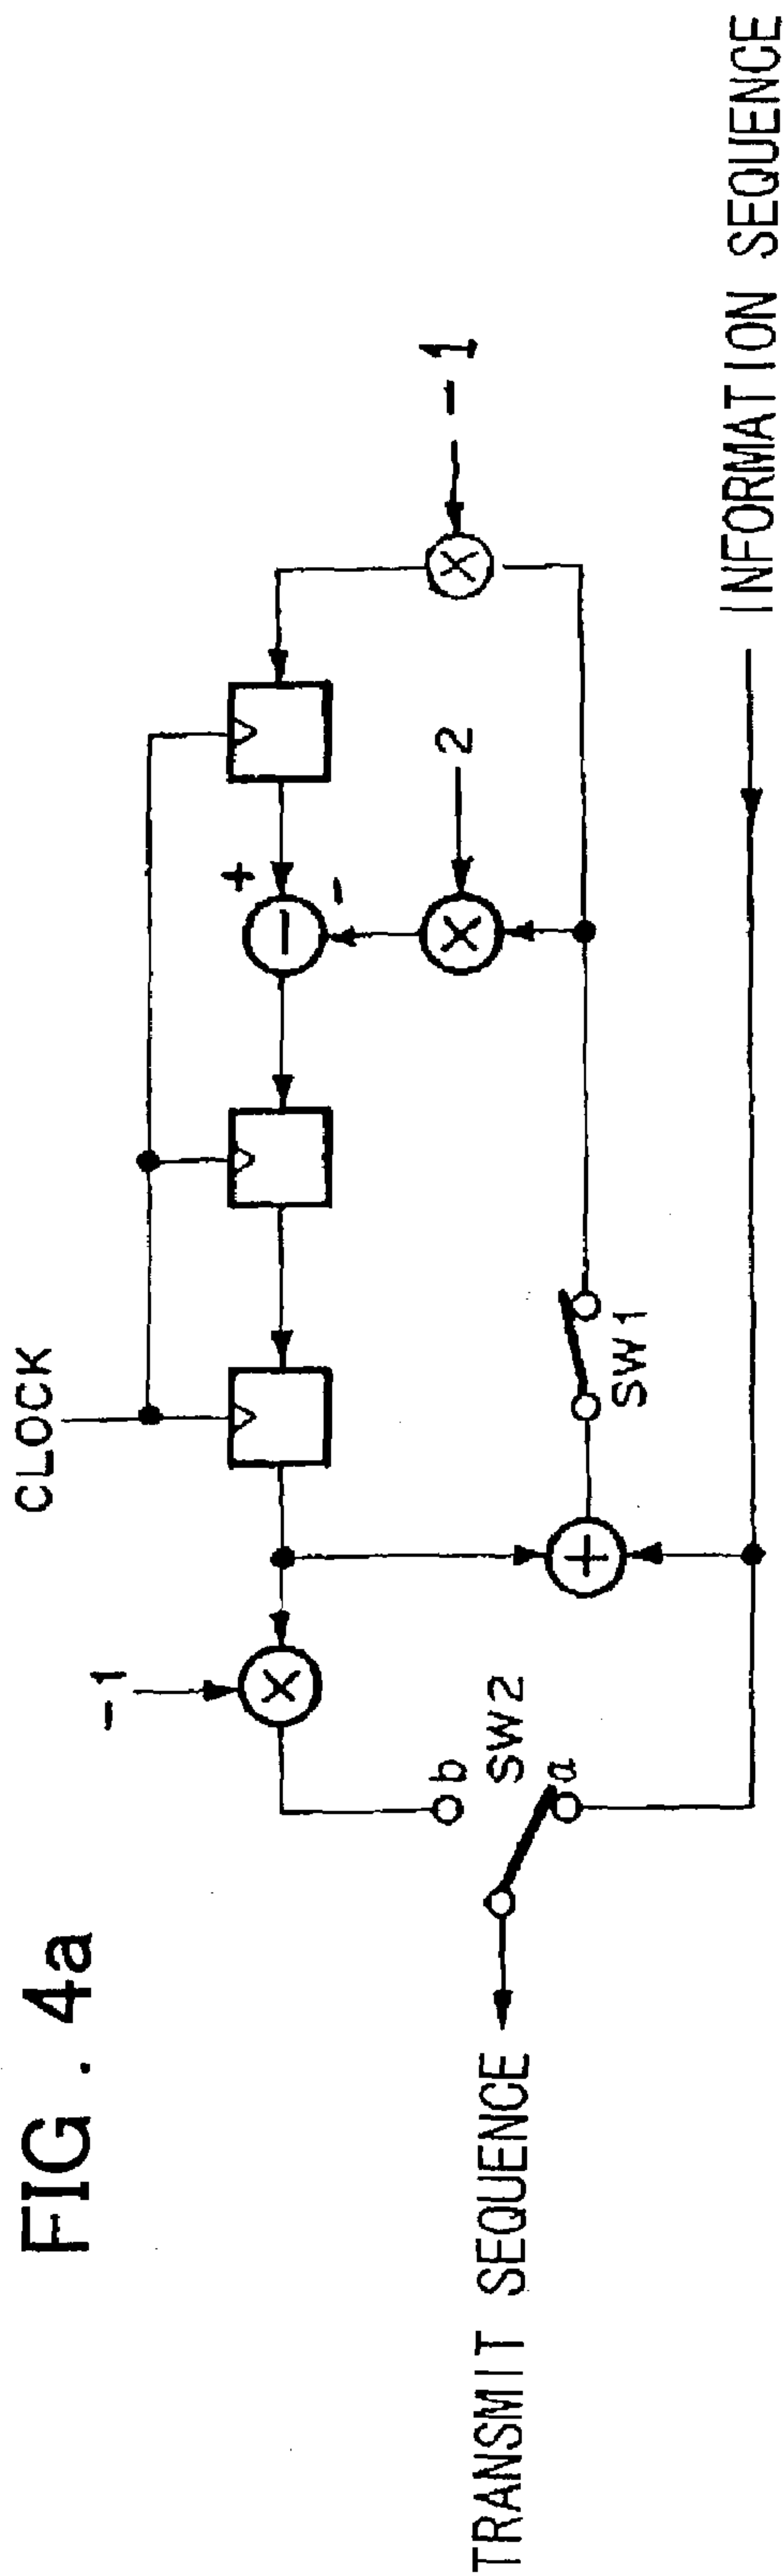 FIG. 4a
CLOCK
-1
+
-
2
-1
b
SW2
a
SW1
TRANSMIT SEQUENCE
INFORMATION SEQUENCE